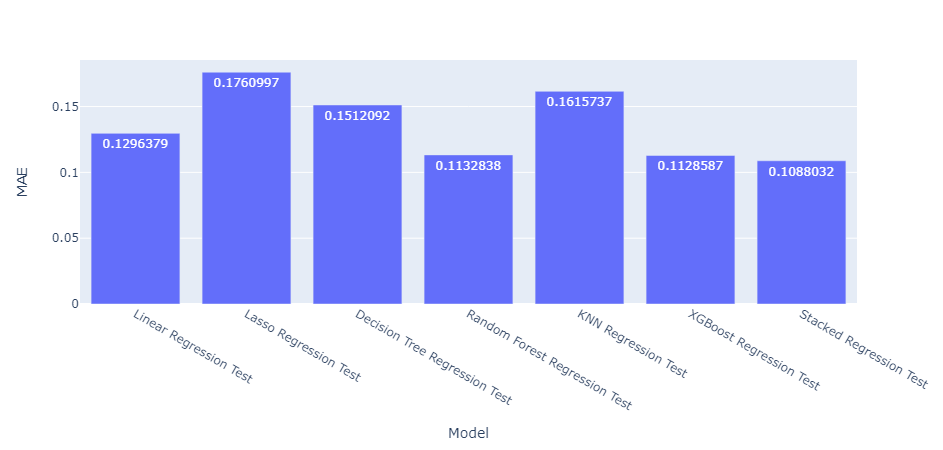 0.1760997
0.15
0.1615737
0.1512092
0.1296379
MAE
0.1
0.1132838
0.1128587
0.1088032
0.05
0
Linear Regression Test
Lasso Regression Test
Decision Tree Regression Test
Random Forest Regression Test
KNN Regression Test
XGBoost Regression Test
Stacked Regression Test
Model